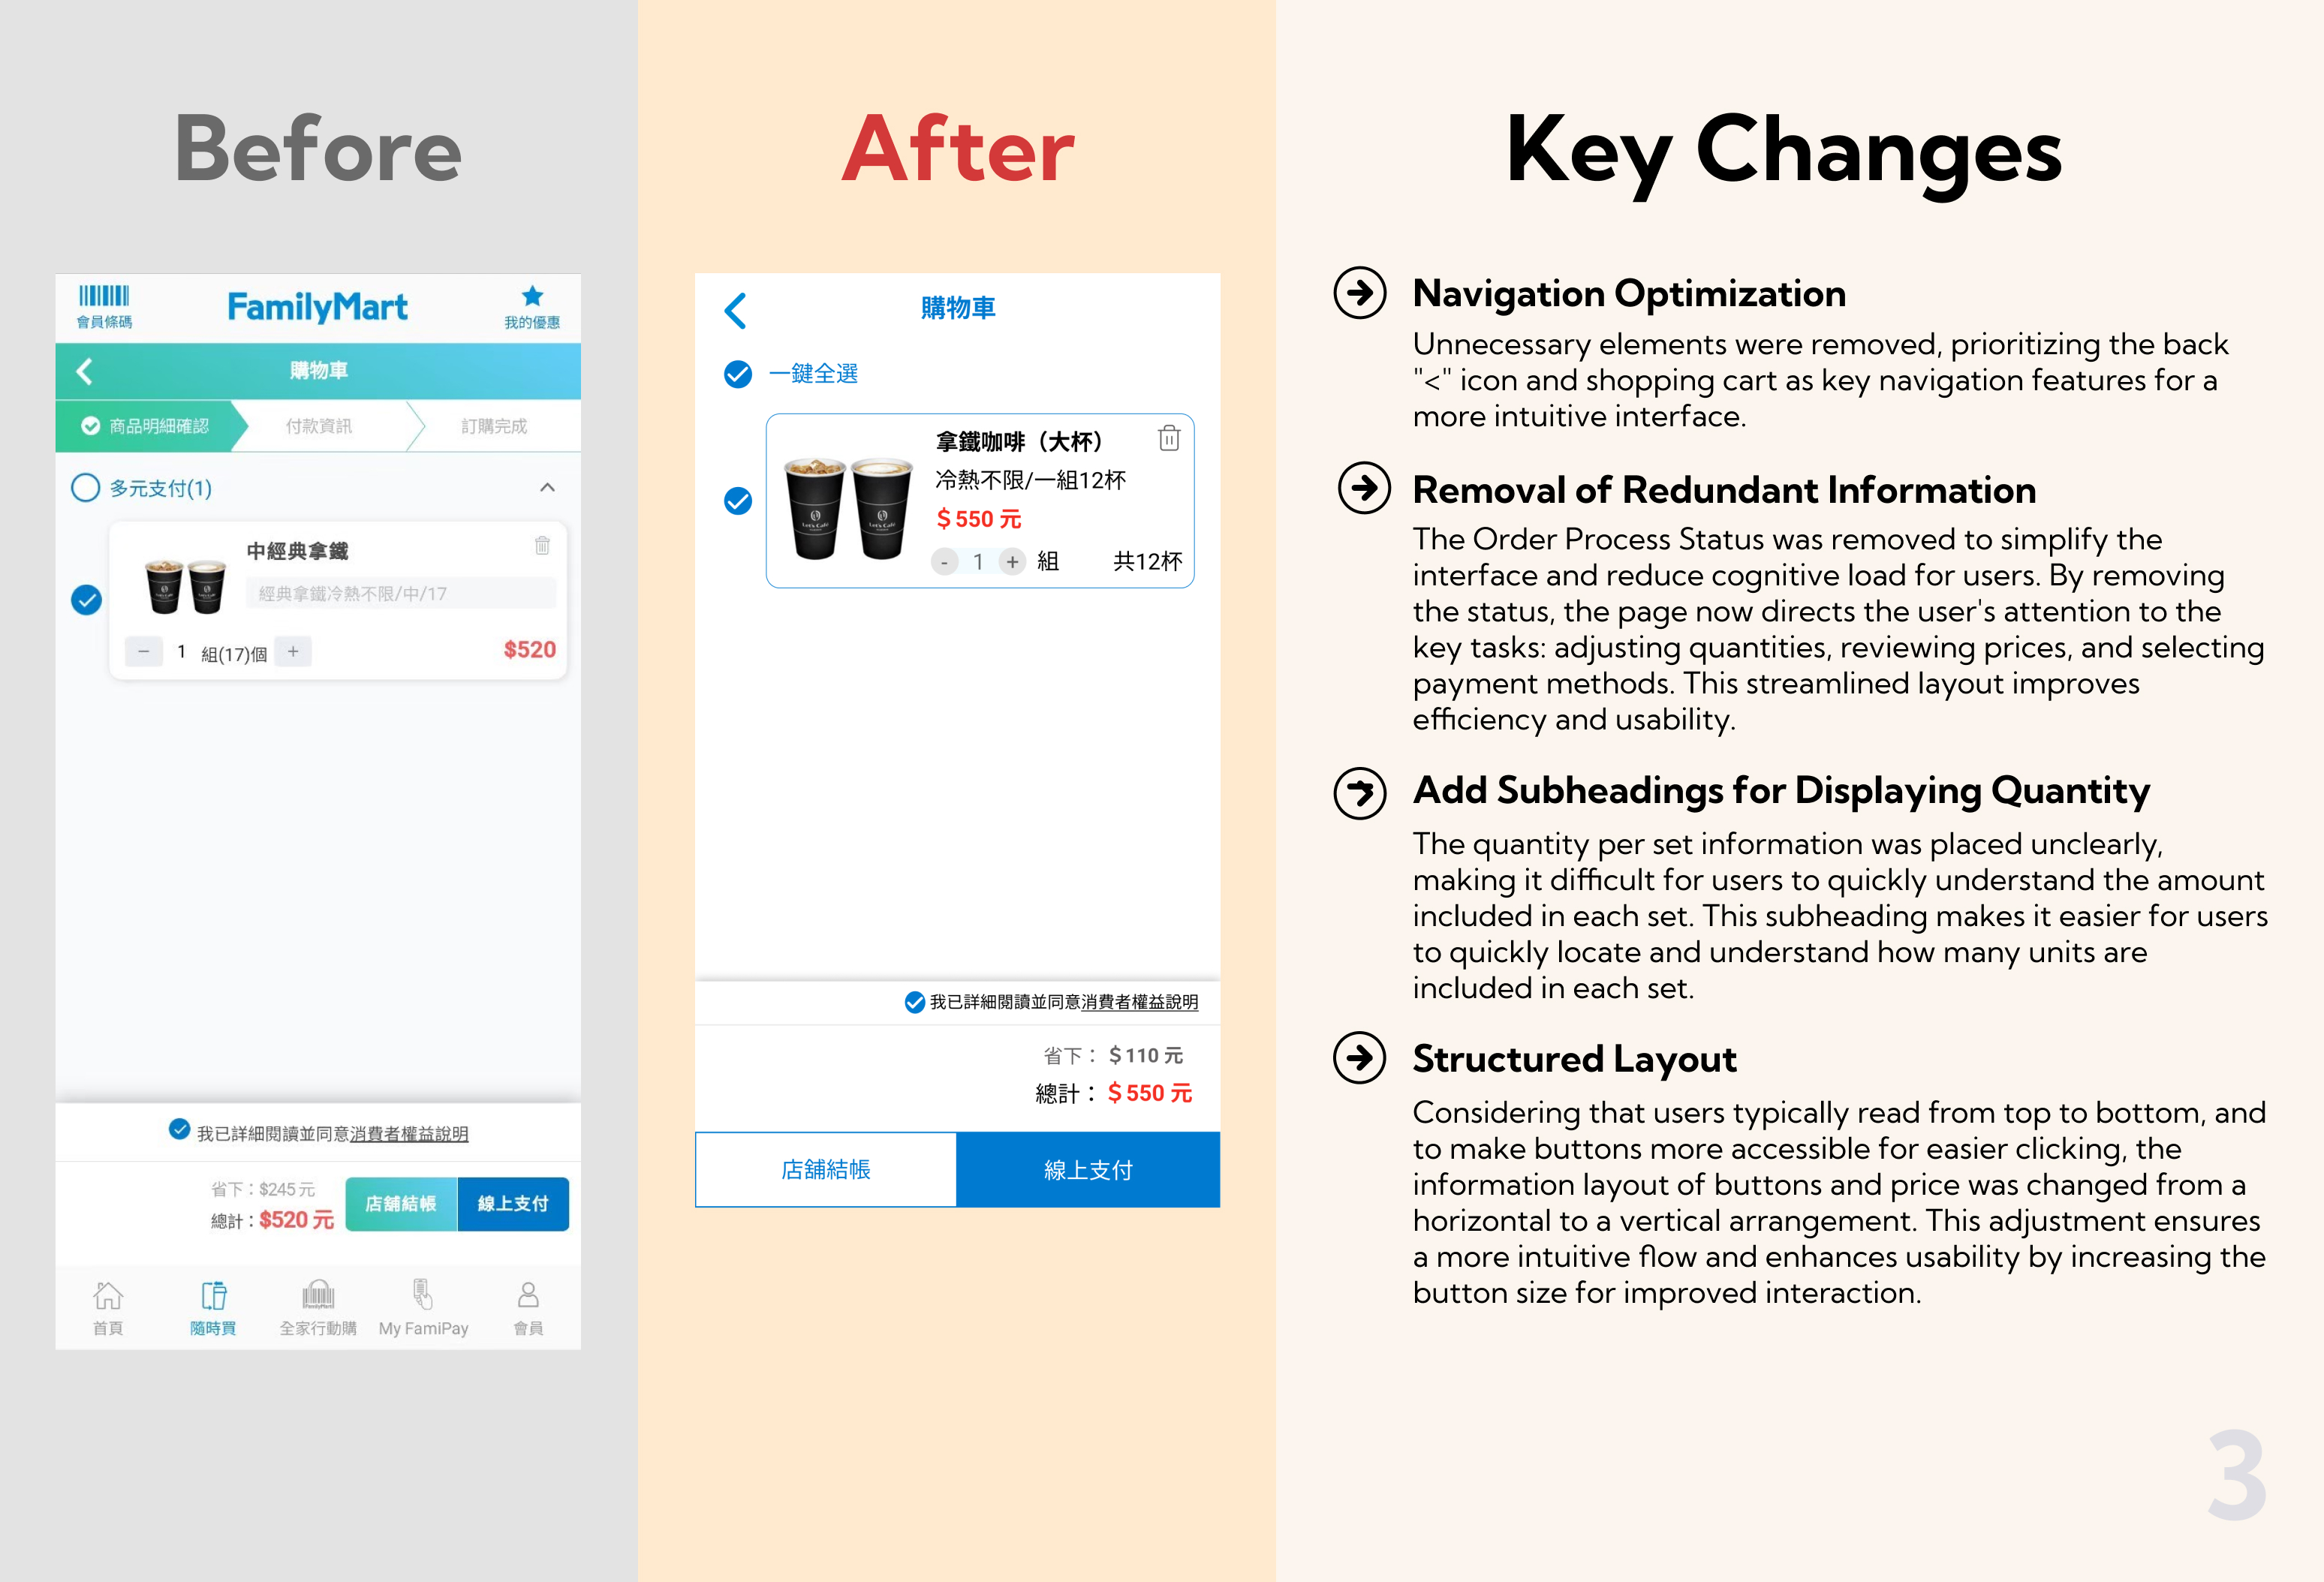 Before
會員條碼
FamilyMart
我的優惠
購物車
商品明細確認
付款資訊
訂購完成
多元支付(1)
中經典拿鐵
經典拿鐵冷熱不限/中/17
− 1 組(17)個 +
$520
我已詳細閱讀並同意消費者權益說明
省下：$245元
總計：$520 元
店舖結帳
線上支付
首頁
隨時買
全家行動購
My FamiPay
會員
After
購物車
一鍵全選
拿鐵咖啡（大杯）
冷熱不限/一組12杯
$550 元
- 1 + 組 共12杯
Let's Café
Let's Café
我已詳細閱讀並同意消費者權益說明
省下： $110 元
總計： $550 元
店舖結帳
線上支付
Key Changes
Navigation Optimization
Unnecessary elements were removed, prioritizing the back
"<" icon and shopping cart as key navigation features for a
more intuitive interface.
Removal of Redundant Information
The Order Process Status was removed to simplify the
interface and reduce cognitive load for users. By removing
the status, the page now directs the user's attention to the
key tasks: adjusting quantities, reviewing prices, and selecting
payment methods. This streamlined layout improves
efficiency and usability.
Add Subheadings for Displaying Quantity
The quantity per set information was placed unclearly,
making it difficult for users to quickly understand the amount
included in each set. This subheading makes it easier for users
to quickly locate and understand how many units are
included in each set.
Structured Layout
Considering that users typically read from top to bottom, and
to make buttons more accessible for easier clicking, the
information layout of buttons and price was changed from a
horizontal to a vertical arrangement. This adjustment ensures
a more intuitive flow and enhances usability by increasing the
button size for improved interaction.
3